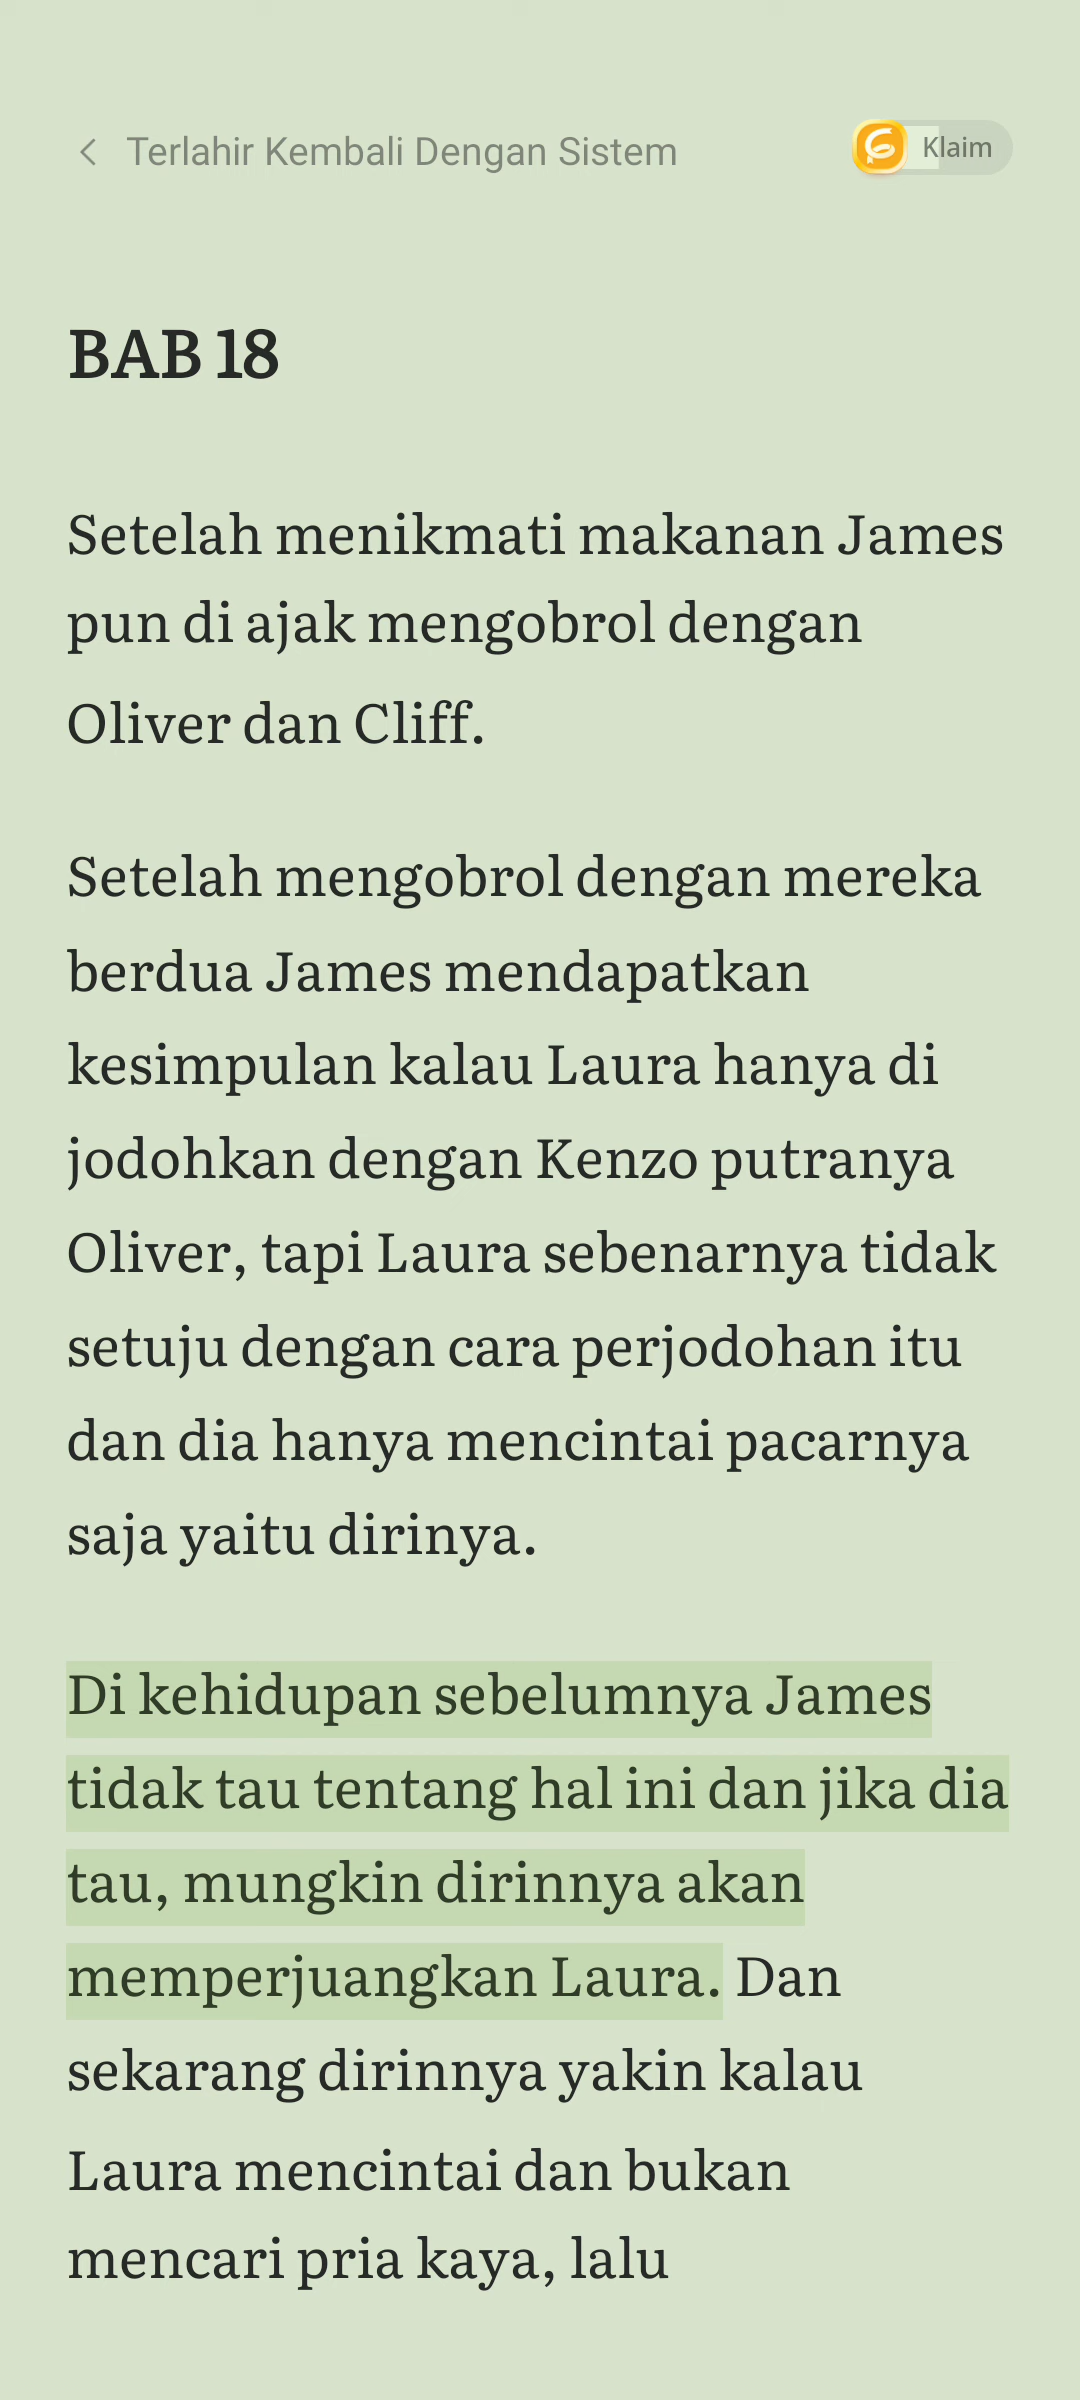 Terlahir Kembali Dengan Sistem
Klaim
BAB 18
Setelah menikmati makanan James
pun di ajak mengobrol dengan
Oliver dan Cliff.
Setelah mengobrol dengan mereka
berdua James mendapatkan
kesimpulan kalau Laura hanya di
jodohkan dengan Kenzo putranya
Oliver, tapi Laura sebenarnya tidak
setuju dengan cara perjodohan itu
dan dia hanya mencintai pacarnya
saja yaitu dirinya.
Di kehidupan sebelumnya James
tidak tau tentang hal ini dan jika dia
tau, mungkin dirinnya akan
memperjuangkan Laura. Dan
sekarang dirinnya yakin kalau
Laura mencintai dan bukan
mencari pria kaya, lalu